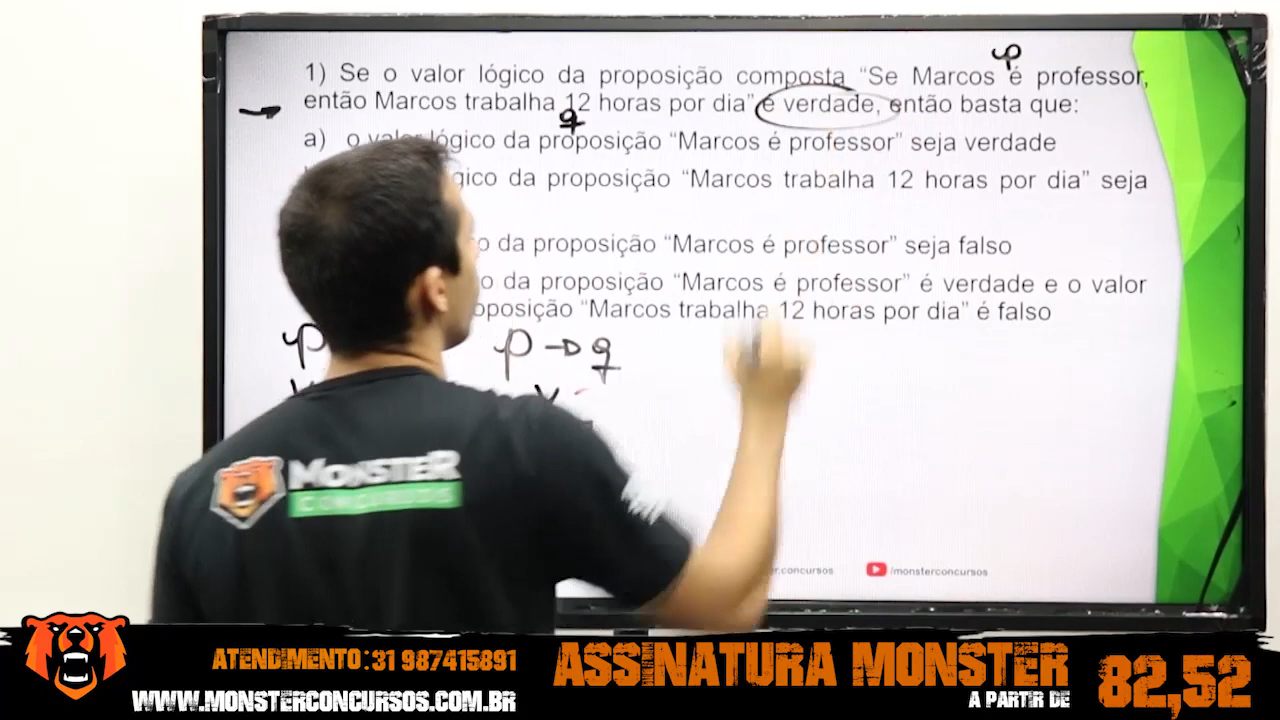 φ
1) Se o valor lógico da proposição composta “Se Marcos é professor,
então Marcos trabalha 12 horas por dia” é verdade, então basta que:
q
a) o valor lógico da proposição “Marcos é professor” seja verdade
gico da proposição “Marcos trabalha 12 horas por dia” seja
o da proposição “Marcos é professor” seja falso
o da proposição “Marcos é professor” é verdade e o valor
oposição “Marcos trabalha 12 horas por dia” é falso
p p → q
V V
MONSTER
CONCURSOS
er.concursos /monsterconcursos
ATENDIMENTO: 31 987415891
WWW.MONSTERCONCURSOS.COM.BR
ASSINATURA MONSTER
A PARTIR DE 82,52